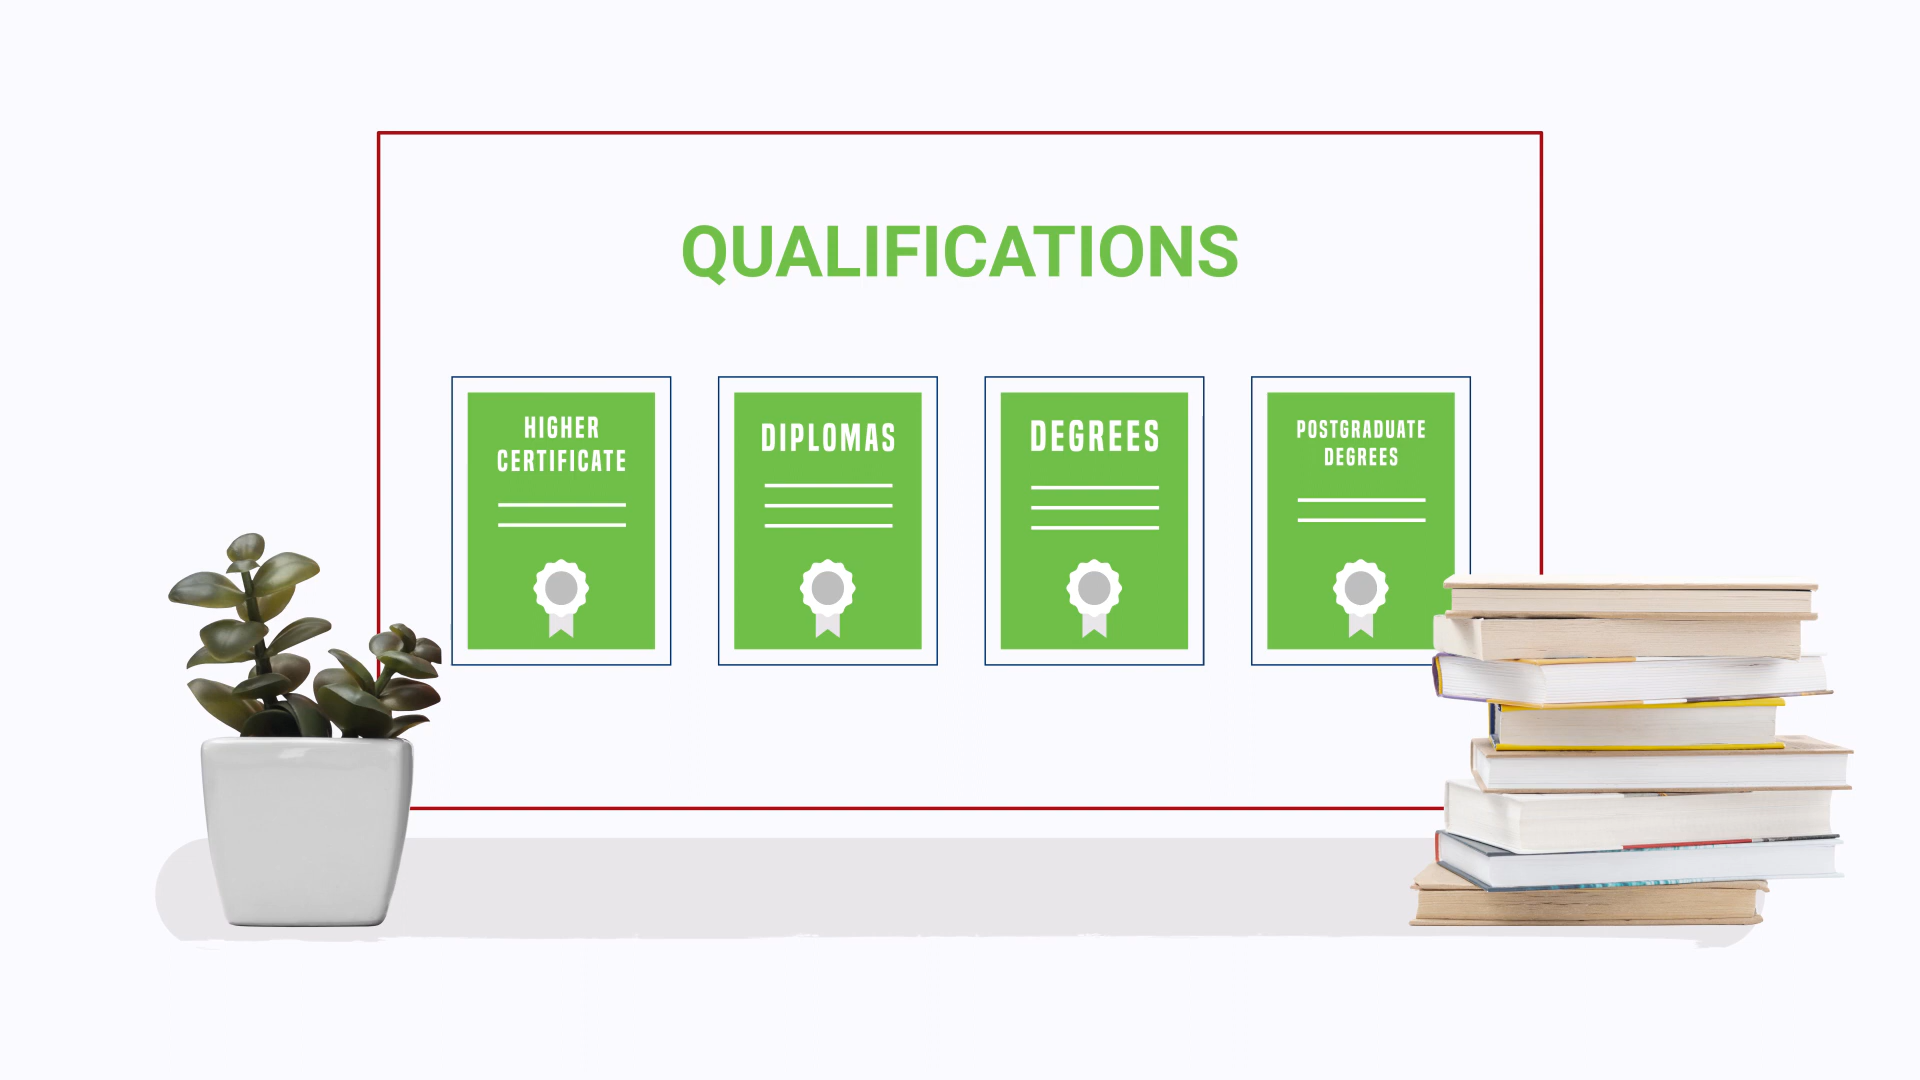 QUALIFICATIONS
HIGHER
CERTIFICATE
DIPLOMAS
DEGREES
POSTGRADUATE
DEGREES